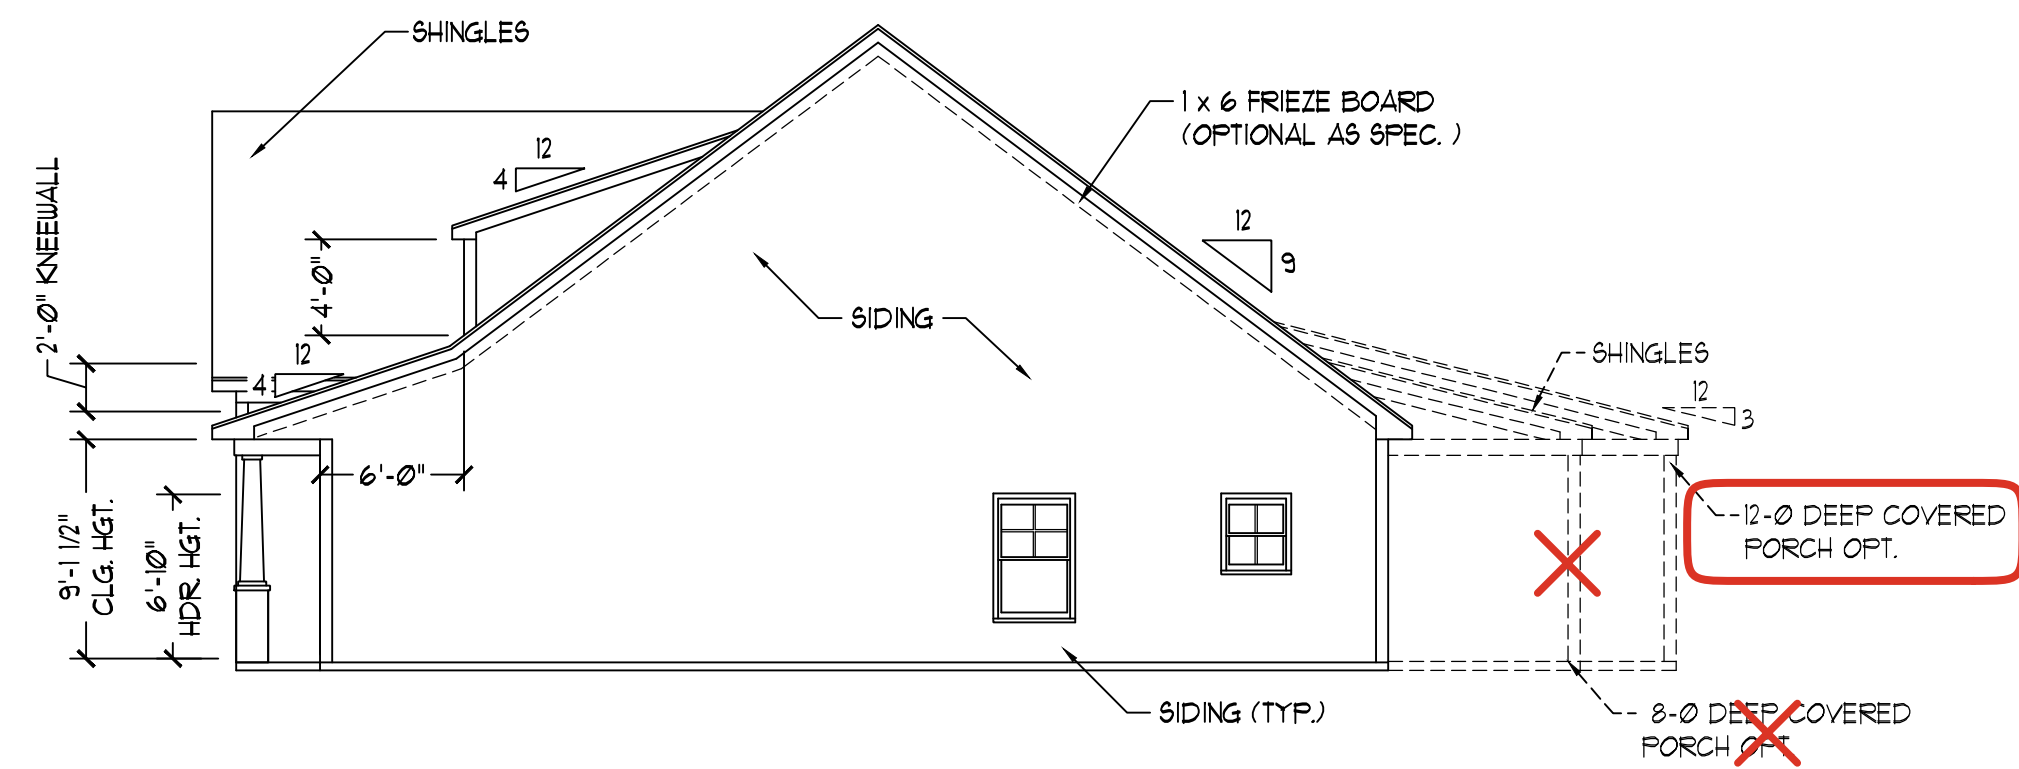 SHINGLES
1 x 6 FRIEZE BOARD
(OPTIONAL AS SPEC. )
12
4
2'-0" KNEEWALL
12
9
4'-0"
SIDING
12
4
SHINGLES
12
3
6'-0"
9'-1 1/2"
CLG. HGT.
6'-10"
HDR. HGT.
12-0 DEEP COVERED
PORCH OPT.
SIDING (TYP.)
8-0 DEEP COVERED
PORCH OPT.